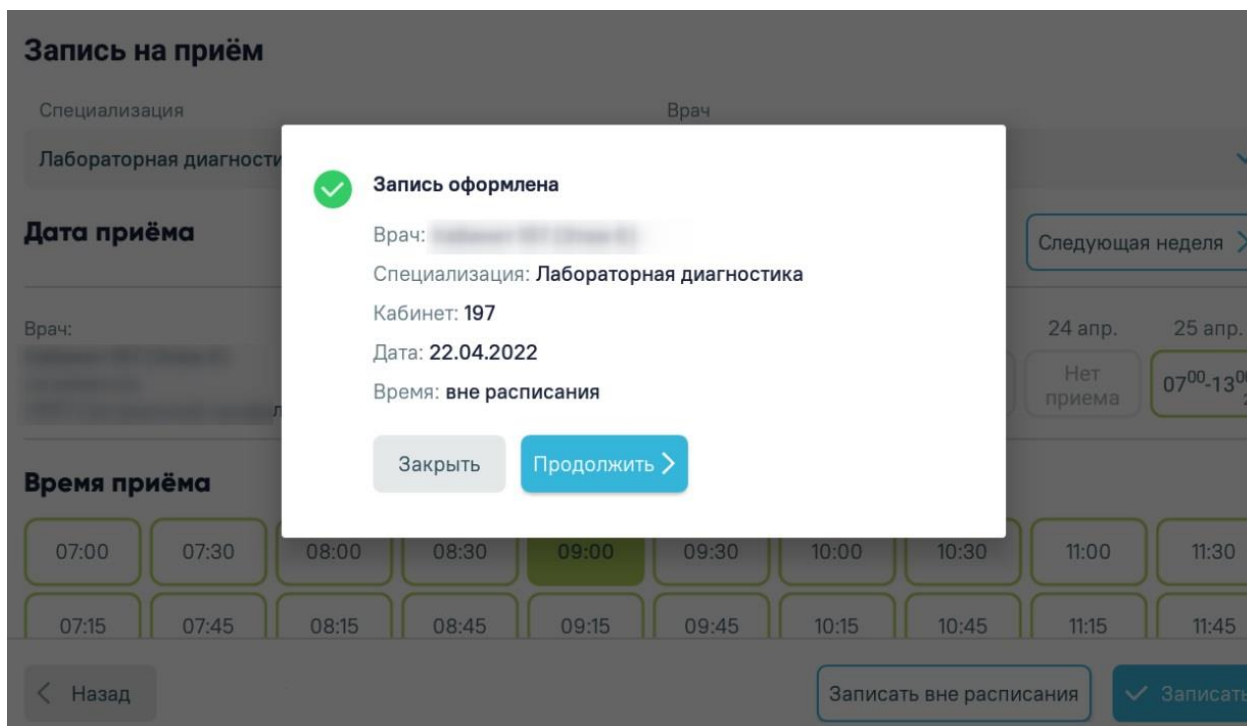 Запись на приём
Специализация
Врач
Лабораторная диагности
Запись оформлена
Врач:
Специализация: Лабораторная диагностика
Кабинет: 197
Дата: 22.04.2022
Время: вне расписания
Закрыть
Продолжить
Дата приёма
Следующая неделя
Врач:
24 апр.
25 апр.
Нет
приема
07⁰⁰-13⁰⁰
Время приёма
07:00 07:30 08:00 08:30 09:00 09:30 10:00 10:30 11:00 11:30
07:15 07:45 08:15 08:45 09:15 09:45 10:15 10:45 11:15 11:45
Назад
Записать вне расписания
Записать